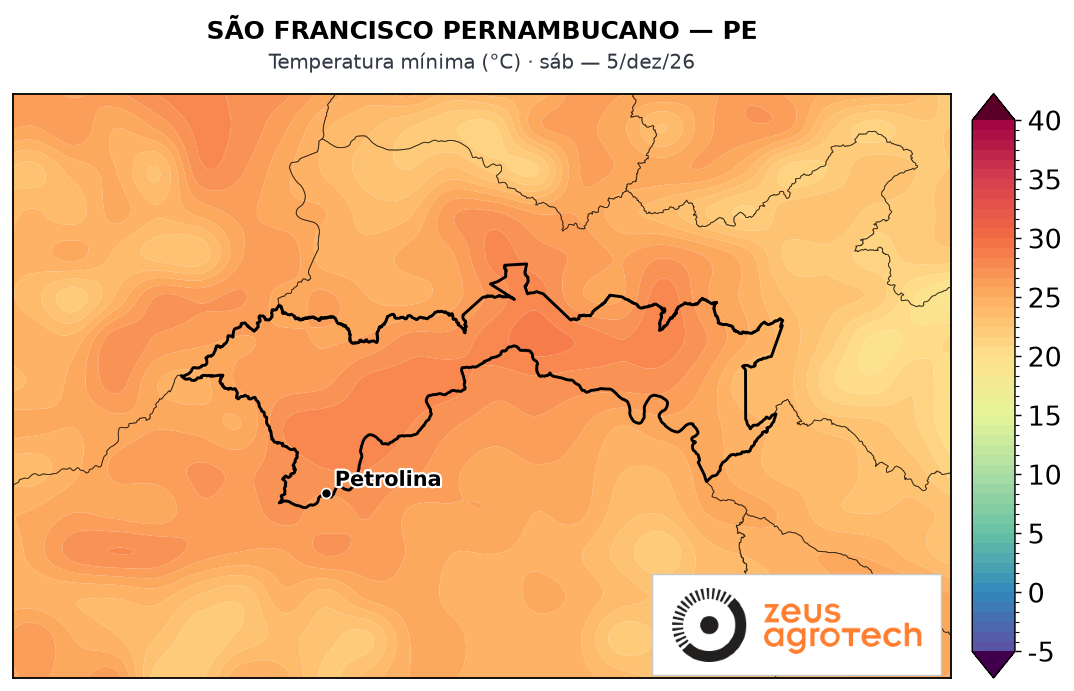 SÃO FRANCISCO PERNAMBUCANO — PE
Temperatura mínima (°C) · sáb — 5/dez/26
40
35
30
25
20
15
10
5
0
-5
Petrolina
zeus
agrotech